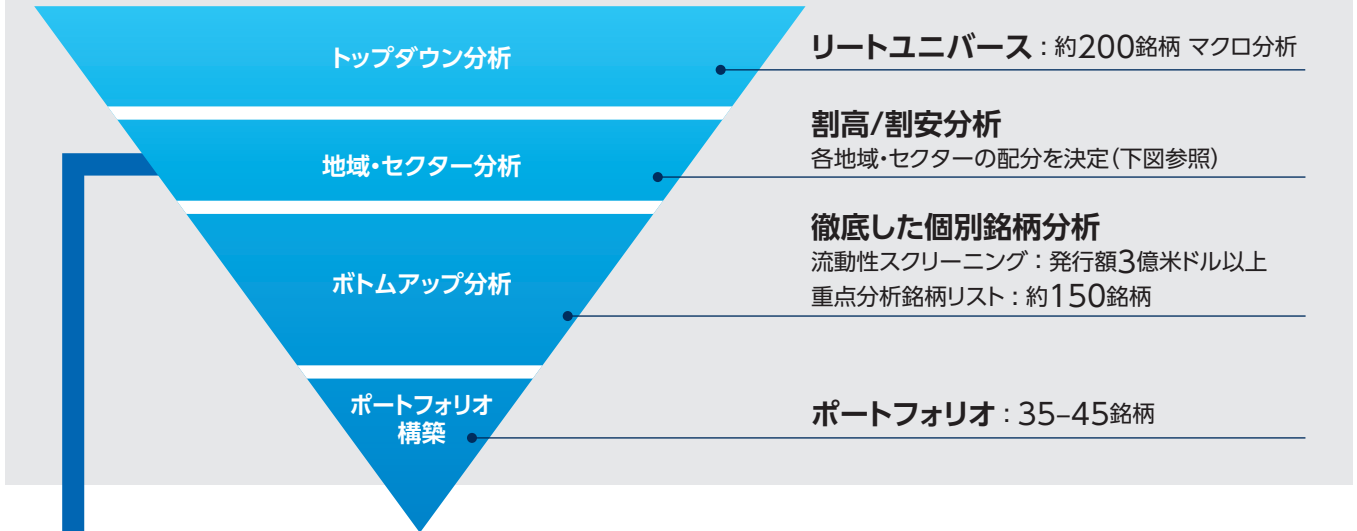 トップダウン分析
リートユニバース：約200銘柄 マクロ分析
地域・セクター分析
割高/割安分析
各地域・セクターの配分を決定（下図参照）
ボトムアップ分析
徹底した個別銘柄分析
流動性スクリーニング：発行額3億米ドル以上
重点分析銘柄リスト：約150銘柄
ポートフォリオ
構築
ポートフォリオ：35–45銘柄